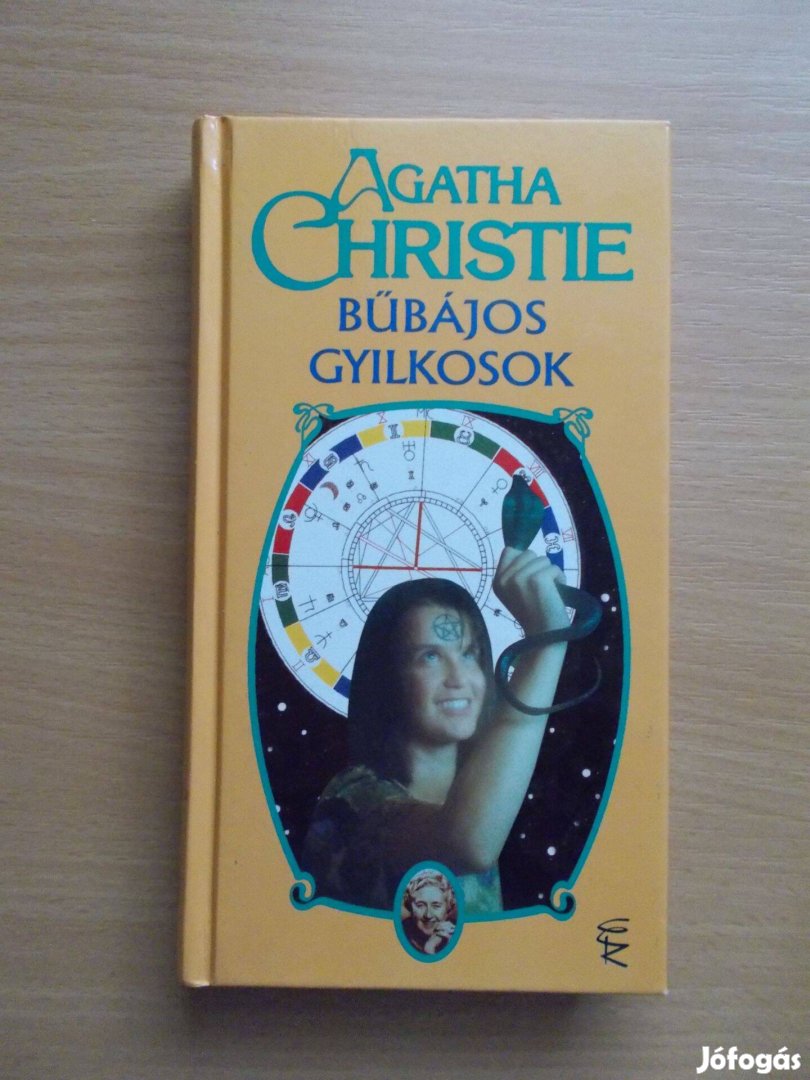 AGATHA
CHRISTIE
BŰBÁJOS
GYILKOSOK
Jófogás